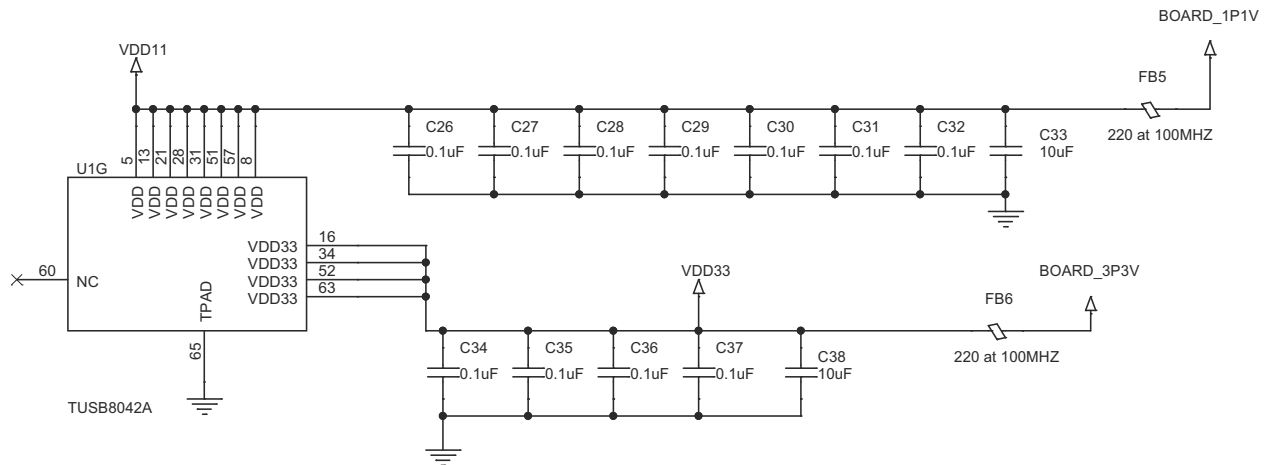 BOARD_1P1V
VDD11
FB5
220 at 100MHZ
C26
0.1uF
C27
0.1uF
C28
0.1uF
C29
0.1uF
C30
0.1uF
C31
0.1uF
C32
0.1uF
C33
10uF
5
13
21
28
31
51
57
8
U1G
VDD
VDD
VDD
VDD
VDD
VDD
VDD
VDD
VDD33 16
VDD33 34
VDD33 52
VDD33 63
60 NC
TPAD
65
TUSB8042A
VDD33
BOARD_3P3V
FB6
220 at 100MHZ
C34
0.1uF
C35
0.1uF
C36
0.1uF
C37
0.1uF
C38
10uF